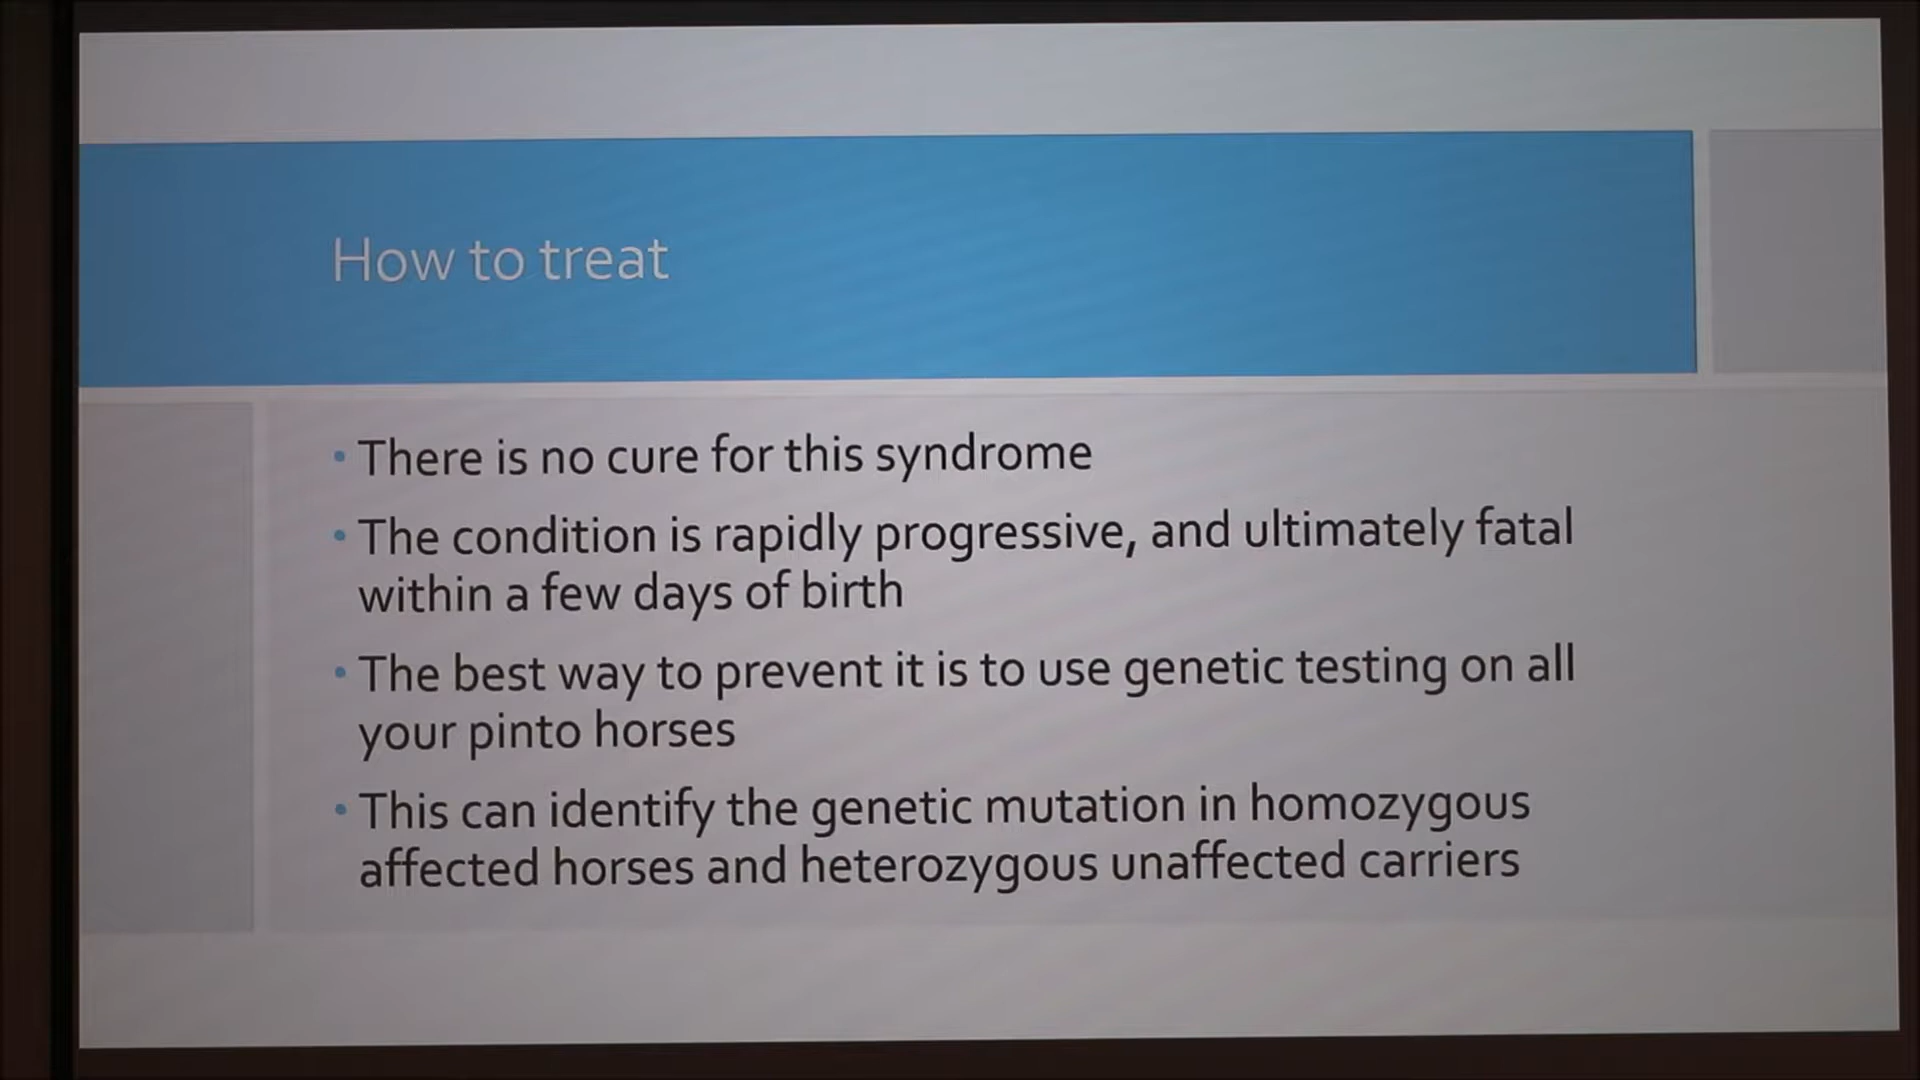 How to treat
• There is no cure for this syndrome
• The condition is rapidly progressive, and ultimately fatal
within a few days of birth
• The best way to prevent it is to use genetic testing on all
your pinto horses
• This can identify the genetic mutation in homozygous
affected horses and heterozygous unaffected carriers